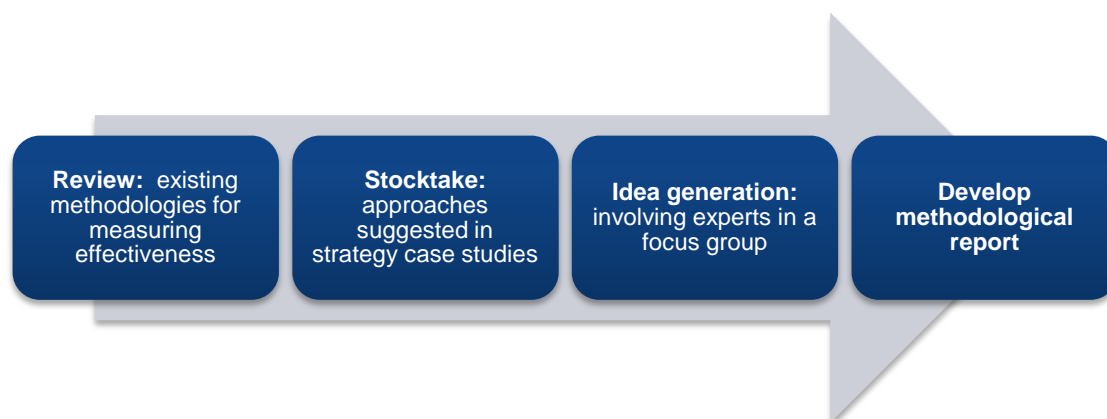 Review:  existing
methodologies for
measuring
effectiveness
Stocktake:
approaches
suggested in
strategy case studies
Idea generation:
involving experts in a
focus group
Develop
methodological
report